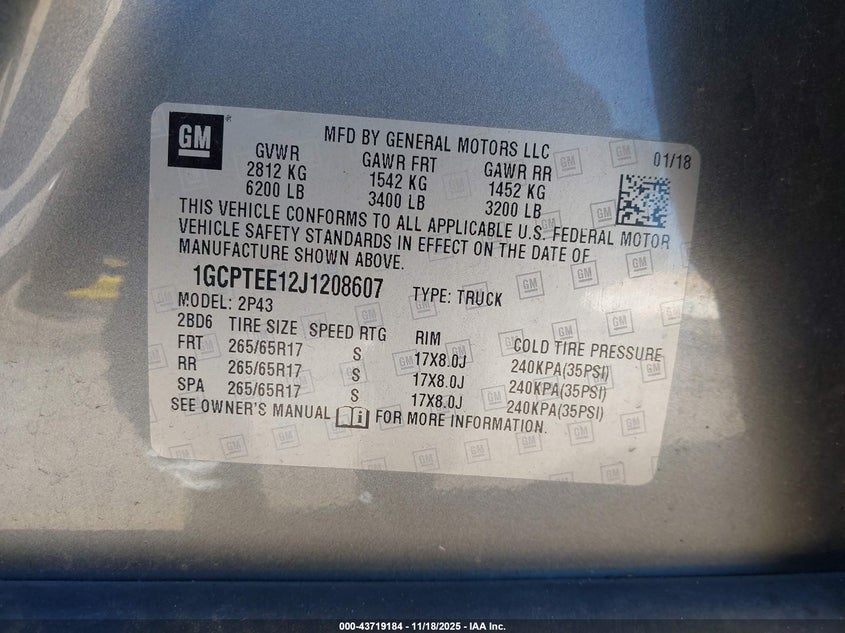 GM
MFD BY GENERAL MOTORS LLC
01/18
GVWR GAWR FRT GAWR RR
2812 KG 1542 KG 1452 KG
6200 LB 3400 LB 3200 LB
THIS VEHICLE CONFORMS TO ALL APPLICABLE U.S. FEDERAL MOTOR
VEHICLE SAFETY STANDARDS IN EFFECT ON THE DATE OF
MANUFACTURE SHOWN ABOVE.
1GCPTEE12J1208607 TYPE: TRUCK
MODEL: 2P43
2BD6 TIRE SIZE SPEED RTG RIM COLD TIRE PRESSURE
FRT 265/65R17 S 17X8.0J 240KPA(35PSI)
RR 265/65R17 S 17X8.0J 240KPA(35PSI)
SPA 265/65R17 S 17X8.0J 240KPA(35PSI)
SEE OWNER'S MANUAL FOR MORE INFORMATION.
000-43719184 - 11/18/2025 - IAA Inc.